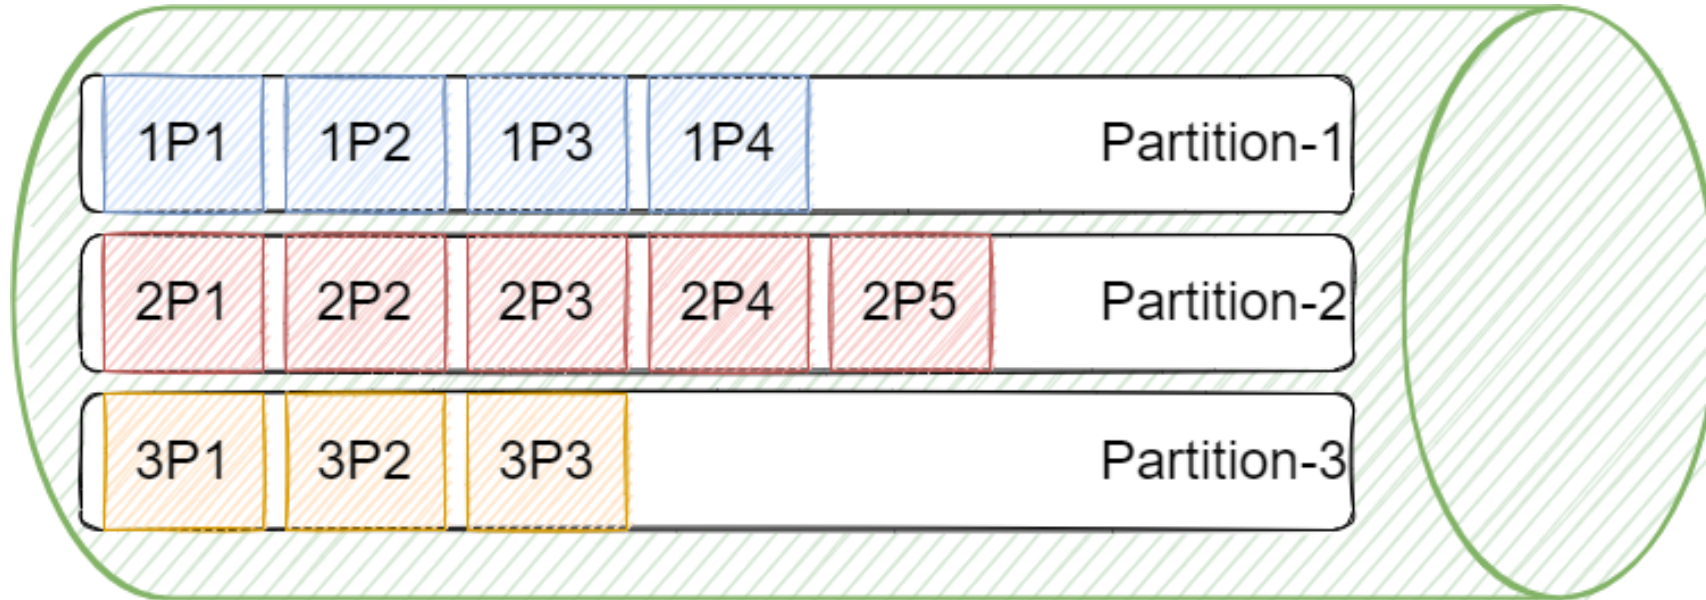 1P1 1P2 1P3 1P4 Partition-1
2P1 2P2 2P3 2P4 2P5 Partition-2
3P1 3P2 3P3 Partition-3